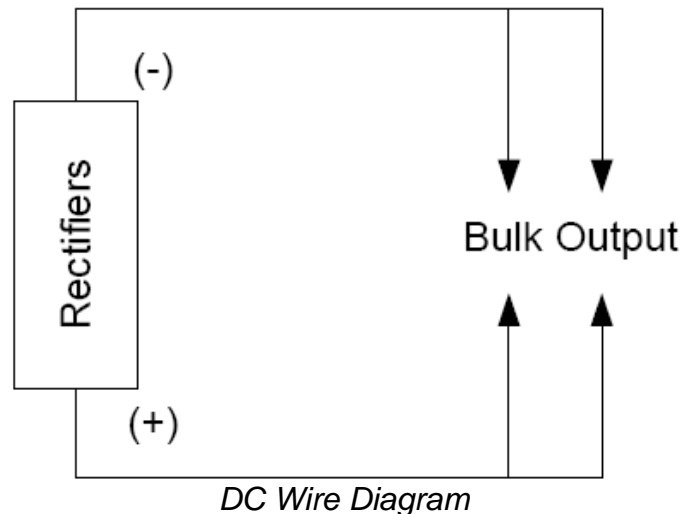 (-)
Rectifiers
Bulk Output
(+)
DC Wire Diagram